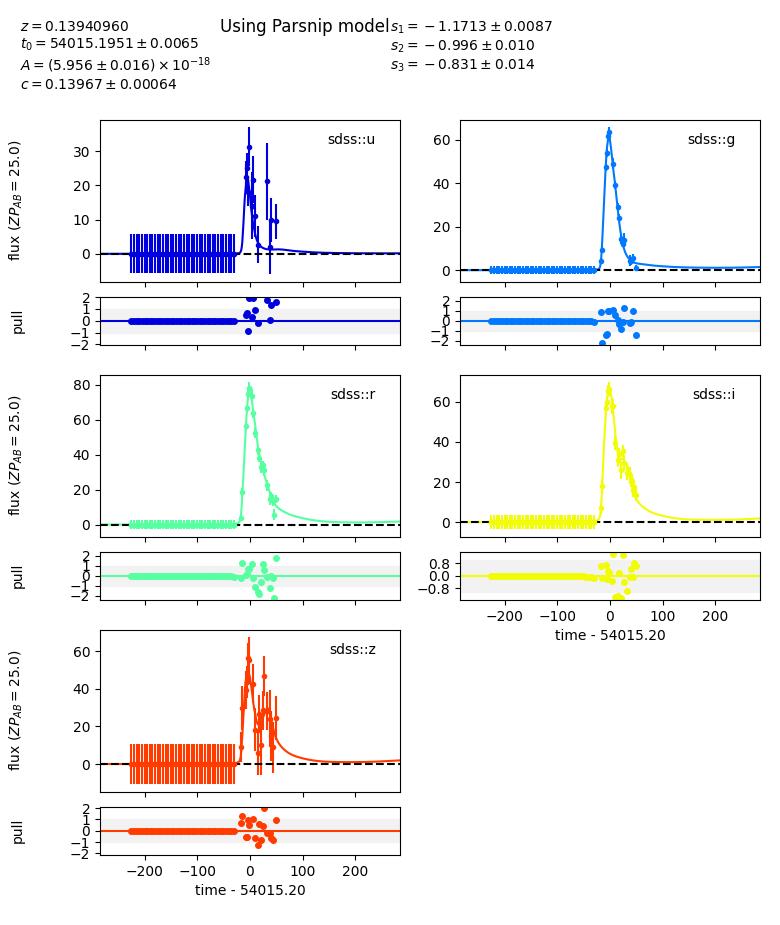 Using Parsnip model
z = 0.13940960
t₀ = 54015.1951 ± 0.0065
A = (5.956 ± 0.016) × 10⁻¹⁸
c = 0.13967 ± 0.00064
s₁ = −1.1713 ± 0.0087
s₂ = −0.996 ± 0.010
s₃ = −0.831 ± 0.014
sdss::u
flux (ZP_AB = 25.0)
30
20
10
0
pull
2
1
0
−1
−2
sdss::g
60
40
20
0
2
1
0
−1
−2
sdss::r
flux (ZP_AB = 25.0)
80
60
40
20
0
pull
2
1
0
−1
−2
sdss::i
60
40
20
0
0.8
0.0
−0.8
−200 −100 0 100 200
time - 54015.20
sdss::z
flux (ZP_AB = 25.0)
60
40
20
0
pull
2
1
0
−1
−2
−200 −100 0 100 200
time - 54015.20